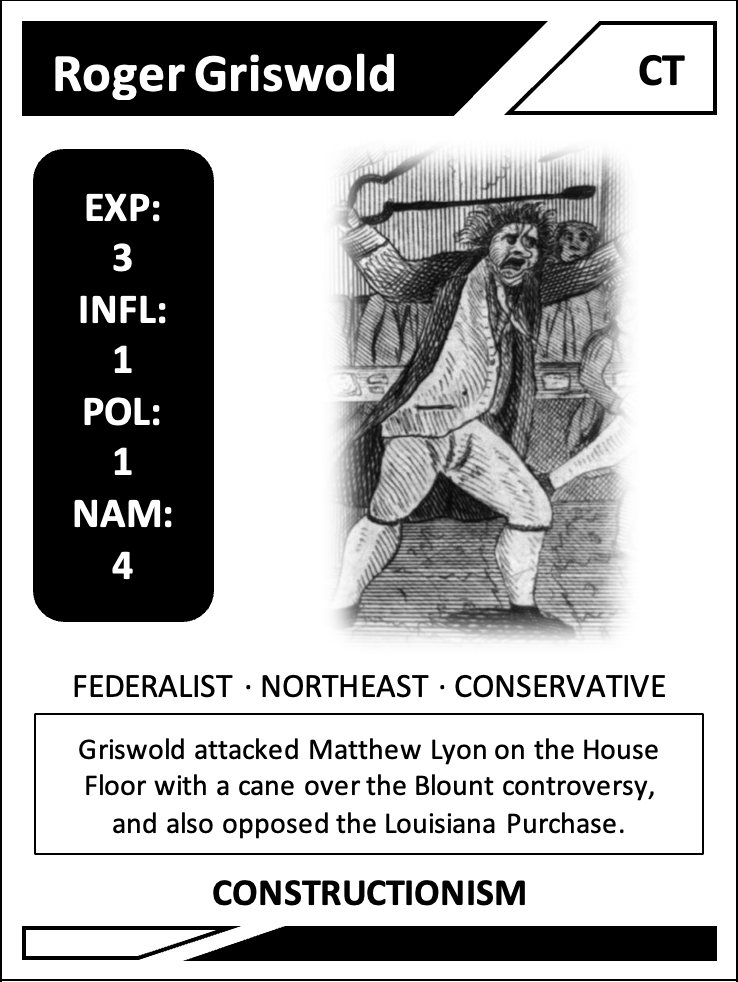 Roger Griswold
CT
EXP:
3
INFL:
1
POL:
1
NAM:
4
FEDERALIST · NORTHEAST · CONSERVATIVE
Griswold attacked Matthew Lyon on the House
Floor with a cane over the Blount controversy,
and also opposed the Louisiana Purchase.
CONSTRUCTIONISM